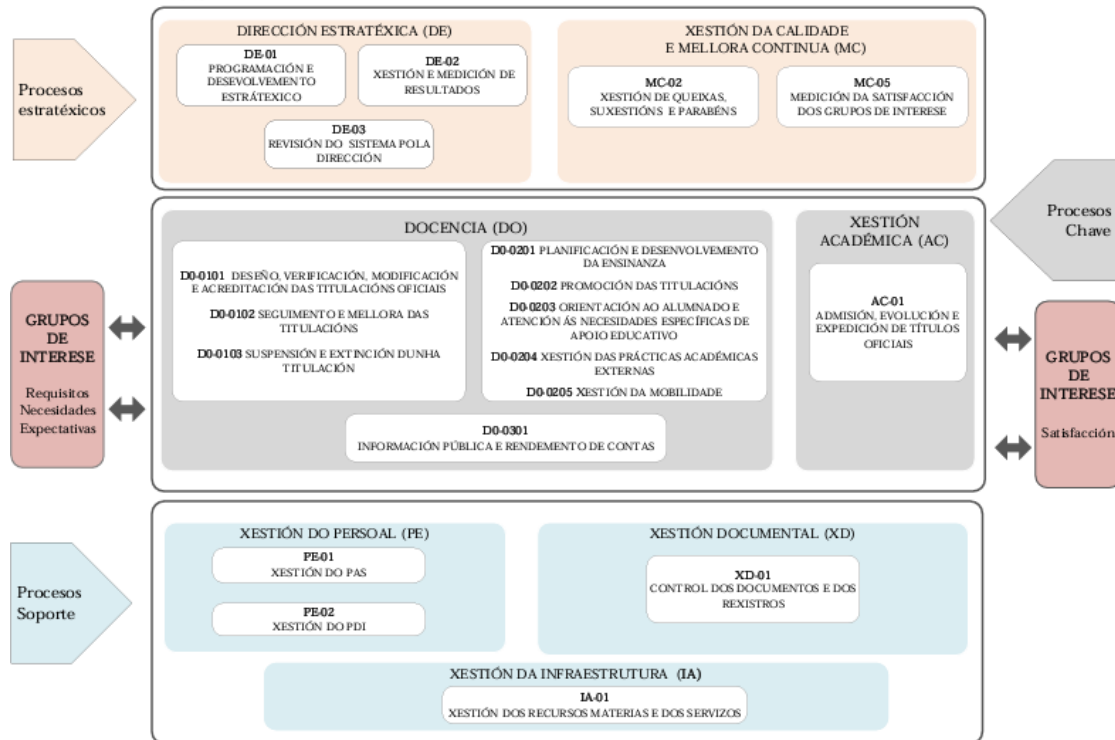 Procesos
estratéxicos
DIRECCIÓN ESTRATÉXICA (DE)
DE-01
PROGRAMACIÓN E
DESEVOLVEMENTO
ESTRÁTEXICO
DE-02
XESTIÓN E MEDICIÓN DE
RESULTADOS
DE-03
REVISIÓN DO SISTEMA POLA
DIRECCIÓN
XESTIÓN DA CALIDADE
E MELLORA CONTINUA (MC)
MC-02
XESTIÓN DE QUEIXAS,
SUXESTIÓNS E PARABÉNS
MC-05
MEDICIÓN DA SATISFACCIÓN
DOS GRUPOS DE INTERESE
Procesos
Chave
DOCENCIA (DO)
D0-0101 DESEÑO, VERIFICACIÓN, MODIFICACIÓN
E ACREDITACIÓN DAS TITULACIÓNS OFICIAIS
D0-0102 SEGUIMENTO E MELLORA DAS
TITULACIÓNS
D0-0103 SUSPENSIÓN E EXTINCIÓN DUNHA
TITULACIÓN
D0-0201 PLANIFICACIÓN E DESENVOLVEMENTO
DA ENSINANZA
D0-0202 PROMOCIÓN DAS TITULACIÓNS
D0-0203 ORIENTACIÓN AO ALUMNADO E
ATENCIÓN ÁS NECESIDADES ESPECÍFICAS DE
APOIO EDUCATIVO
D0-0204 XESTIÓN DAS PRÁCTICAS ACADÉMICAS
EXTERNAS
D0-0205 XESTIÓN DA MOBILIDADE
D0-0301
INFORMACIÓN PÚBLICA E RENDEMENTO DE CONTAS
XESTIÓN
ACADÉMICA (AC)
AC-01
ADMISIÓN, EVOLUCIÓN E
EXPEDICIÓN DE TÍTULOS
OFICIAIS
GRUPOS
DE
INTERESE
Requisitos
Necesidades
Expectativas
GRUPOS
DE
INTERESE
Satisfacción
Procesos
Soporte
XESTIÓN DO PERSOAL (PE)
PE-01
XESTIÓN DO PAS
PE-02
XESTIÓN DO PDI
XESTIÓN DOCUMENTAL (XD)
XD-01
CONTROL DOS DOCUMENTOS E DOS
REXISTROS
XESTIÓN DA INFRAESTRUTURA (IA)
IA-01
XESTIÓN DOS RECURSOS MATERIAS E DOS SERVIZOS